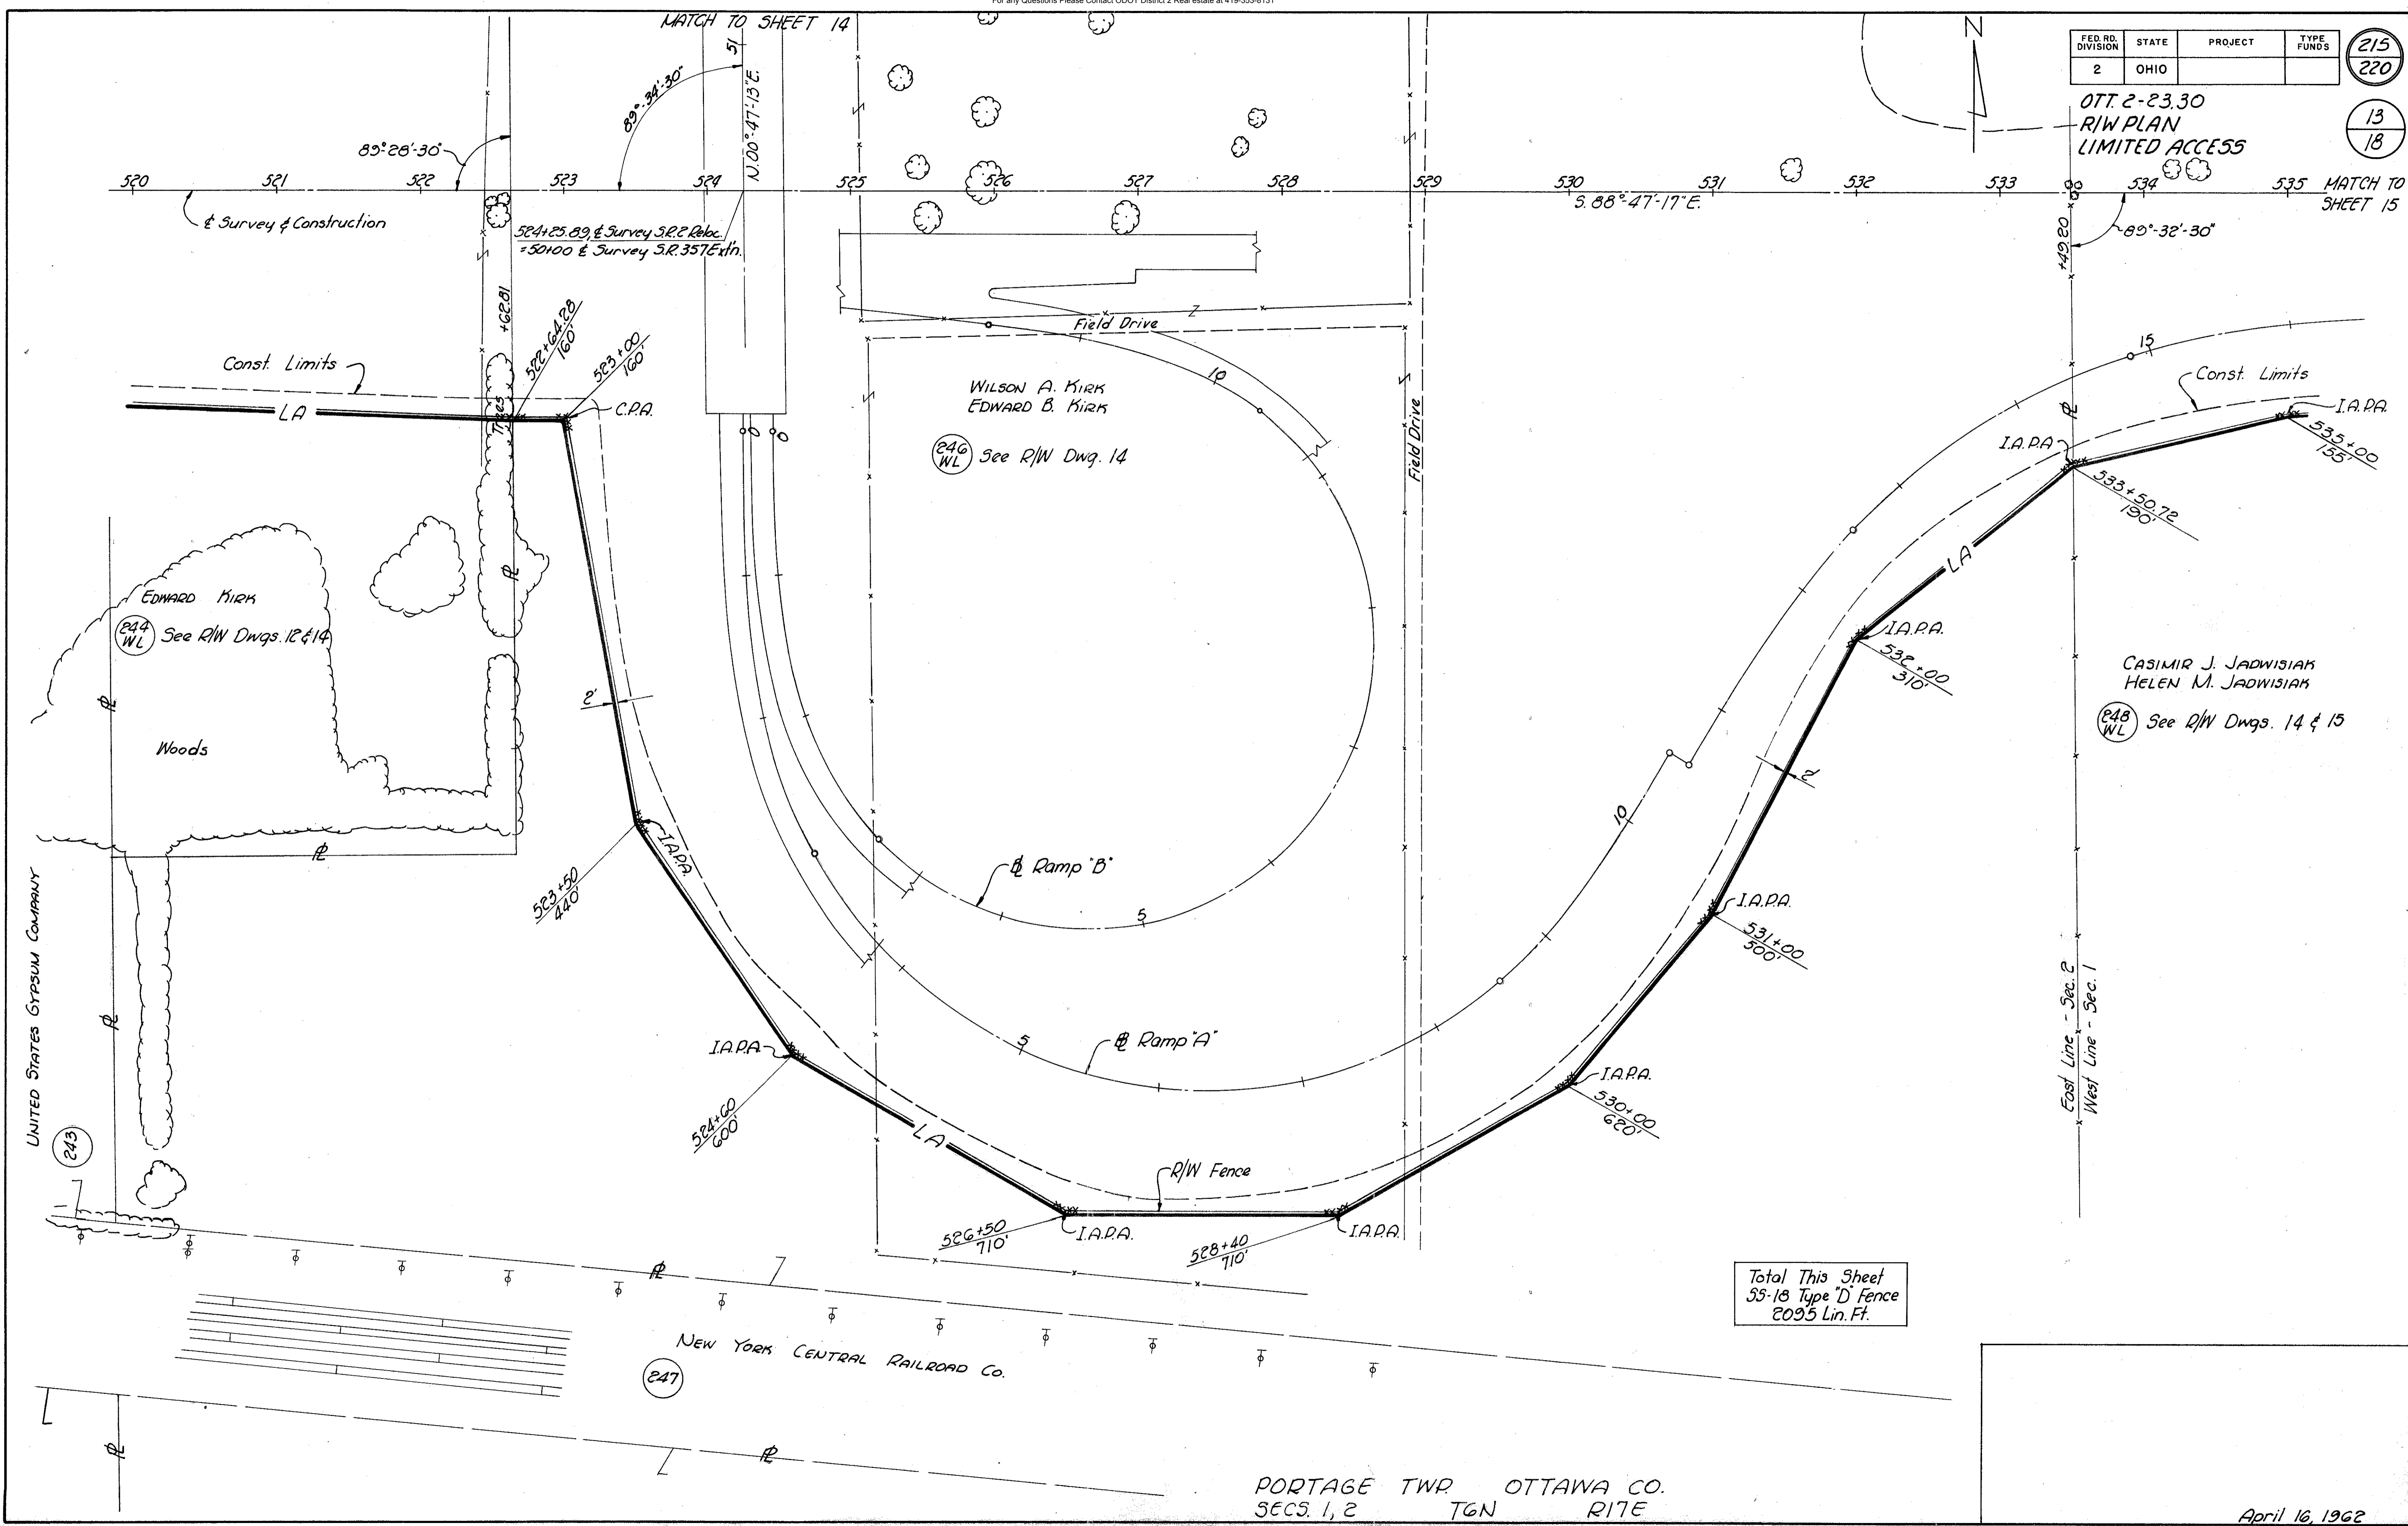 For any Questions Please Contact ODOT District 2 Real estate at 419-353-8131
MATCH TO SHEET 14
FED. RD. DIVISION
STATE
PROJECT
TYPE FUNDS
2
OHIO
215
220
OTT. 2-23.30
R/W PLAN
LIMITED ACCESS
13
18
N
51
N.00°-47'-13"E.
89°-34'-30"
89°-28'-30"
520
521
522
523
524
525
526
527
528
529
530
531
532
533
534
535
MATCH TO
SHEET 15
S. 88°-47'-17"E.
+49.20
89°-32'-30"
℄ Survey & Construction
524+25.89, ℄ Survey S.R. 2 Reloc.
=50+00 ℄ Survey S.R. 357 Ext'n.
+62.81
Trees
522+64.28
160'
523+00
160'
Const. Limits
LA
C.P.A.
Field Drive
WILSON A. KIRK
EDWARD B. KIRK
246
WL
See R/W Dwg. 14
10
Field Drive
15
Const. Limits
I.A.P.A.
535+00
155'
I.A.P.A.
533+50.72
190'
LA
I.A.P.A.
532+00
310'
EDWARD KIRK
244
WL
See R/W Dwgs. 12 & 14
Woods
2'
CASIMIR J. JADWISIAK
HELEN M. JADWISIAK
248
WL
See R/W Dwgs. 14 & 15
2'
10
℄ Ramp "B"
5
I.A.P.A.
523+50
440'
I.A.P.A.
531+00
500'
UNITED STATES GYPSUM COMPANY
243
I.A.P.A.
524+60
600'
5
℄ Ramp "A"
I.A.P.A.
530+00
620'
East Line - Sec. 2
West Line - Sec. 1
LA
R/W Fence
526+50
710'
I.A.P.A.
528+40
710'
I.A.P.A.
Total This Sheet
SS-18 Type "D" Fence
2095 Lin. Ft.
NEW YORK CENTRAL RAILROAD CO.
247
PORTAGE TWP. OTTAWA CO.
SECS. 1, 2 T6N R17E
April 16, 1962